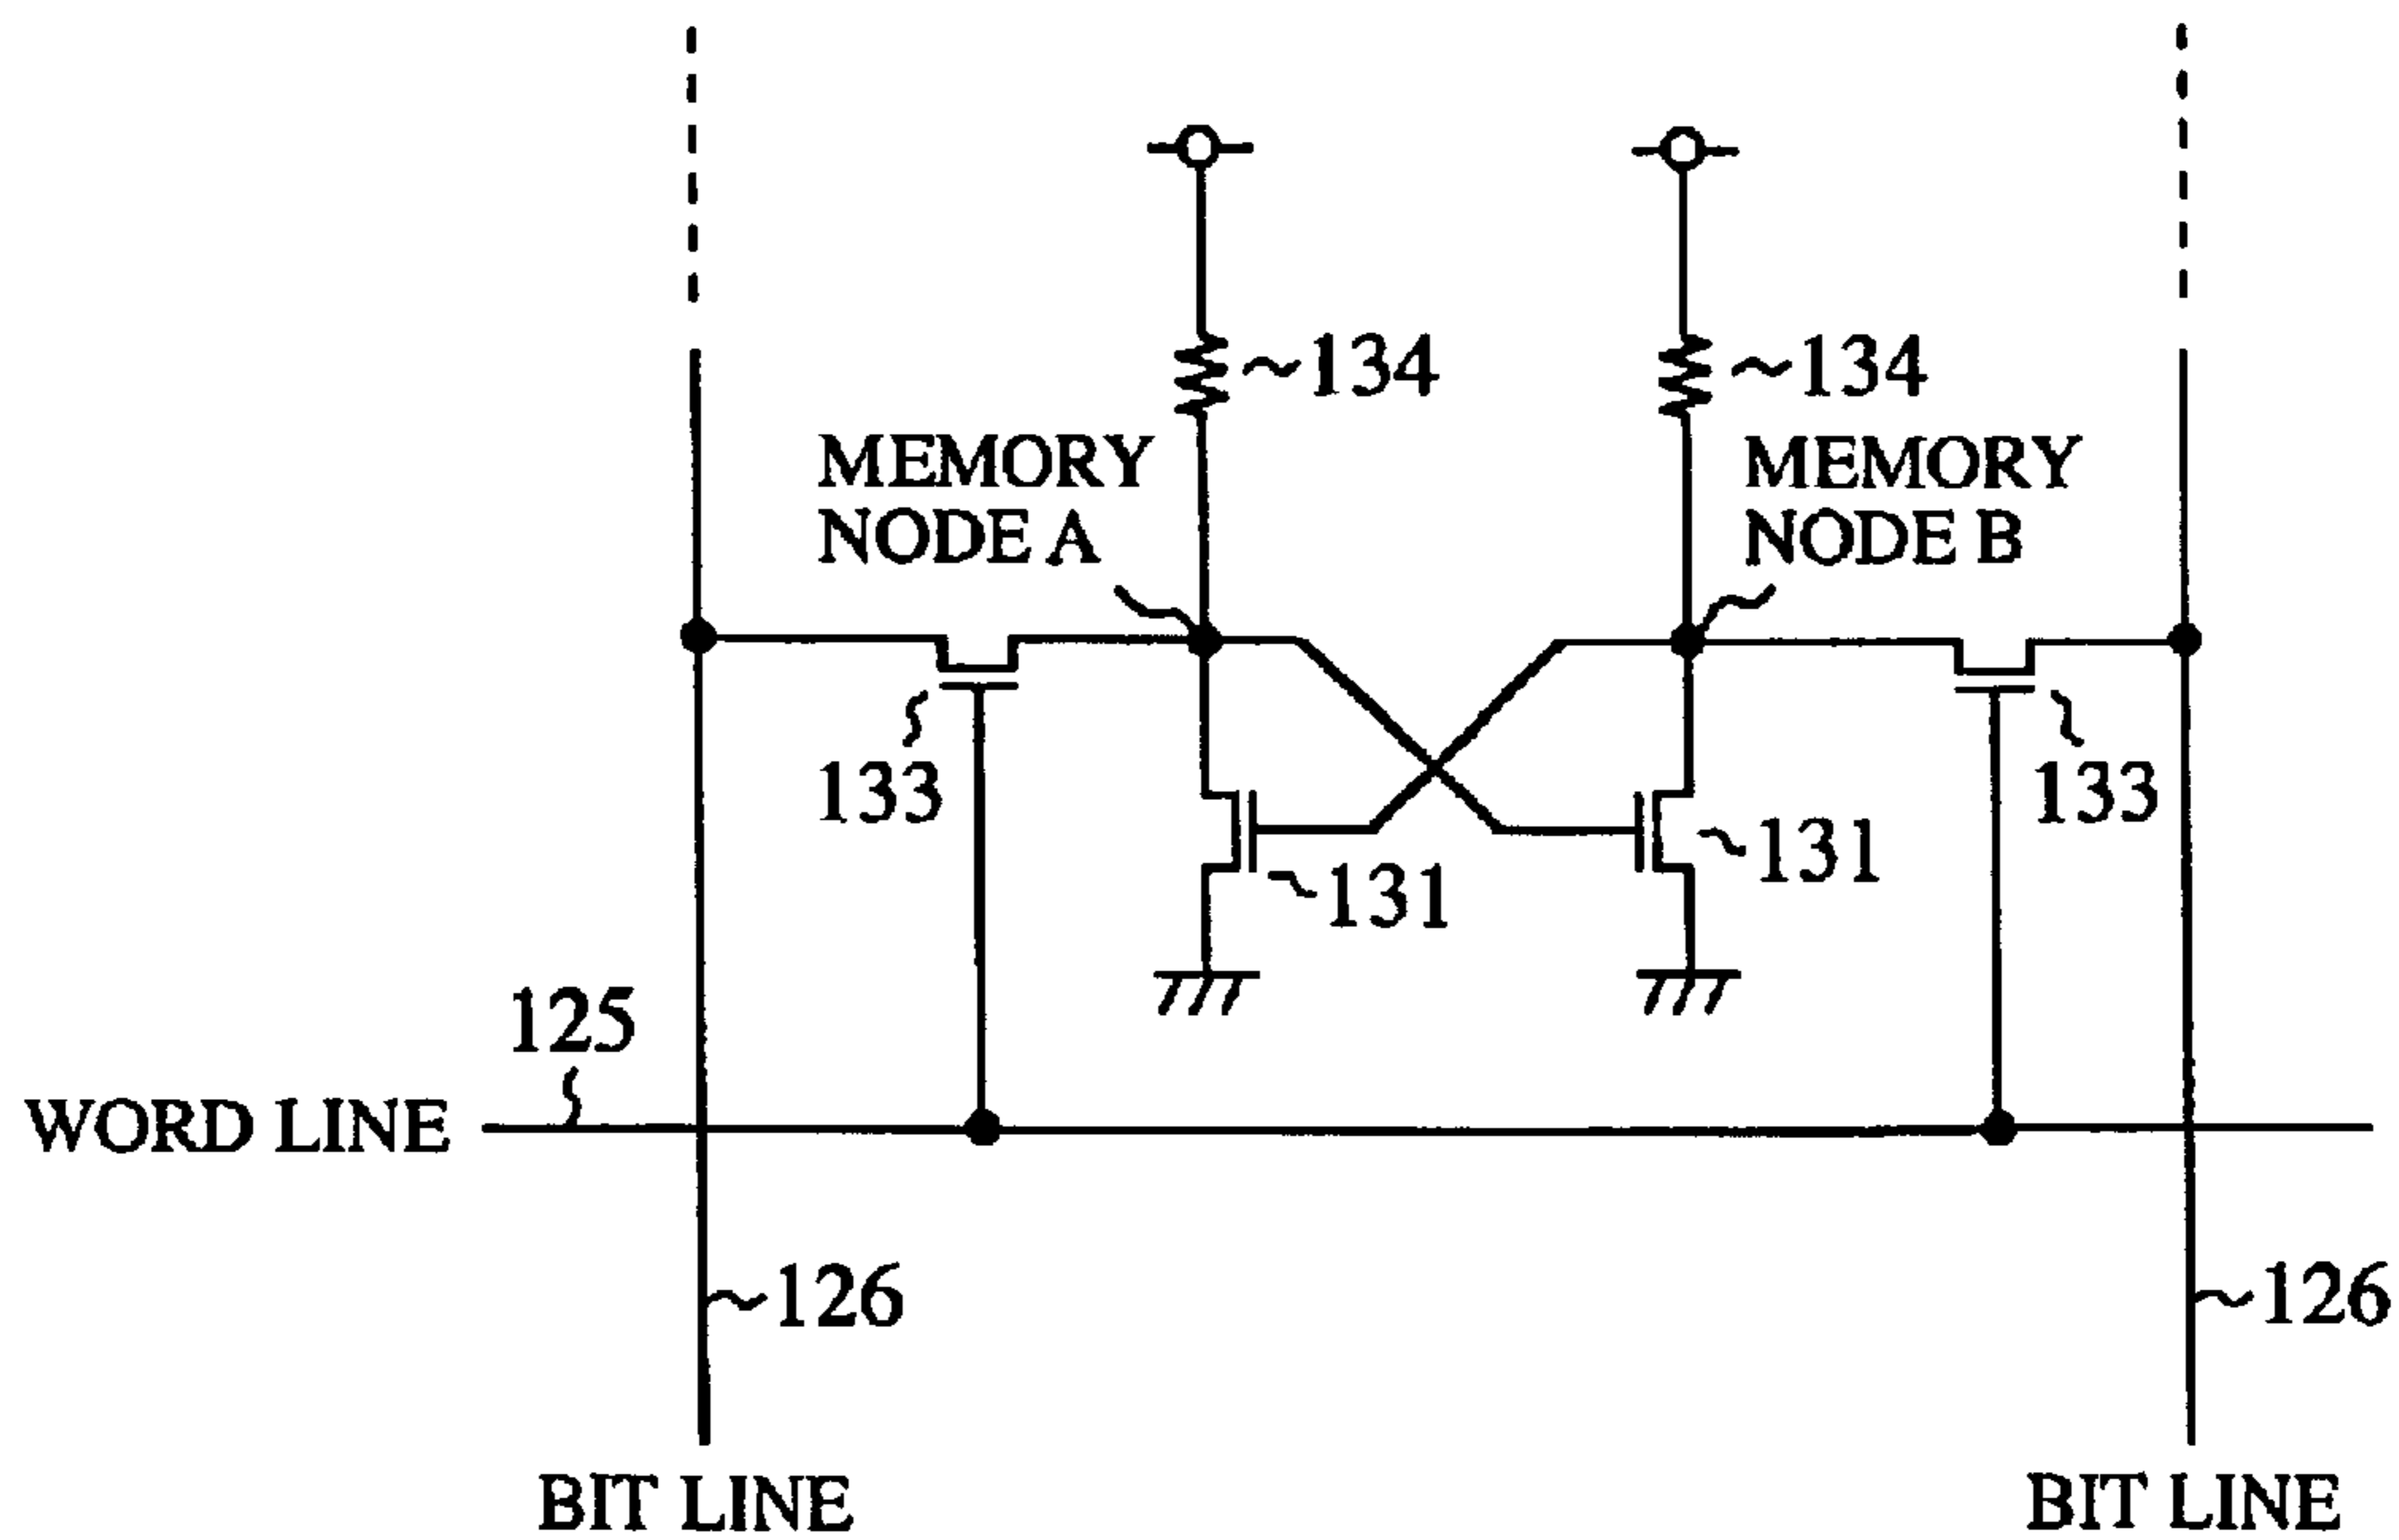 134
134
MEMORY
NODE A
MEMORY
NODE B
133
133
131
131
125
WORD LINE
126
126
BIT LINE
BIT LINE